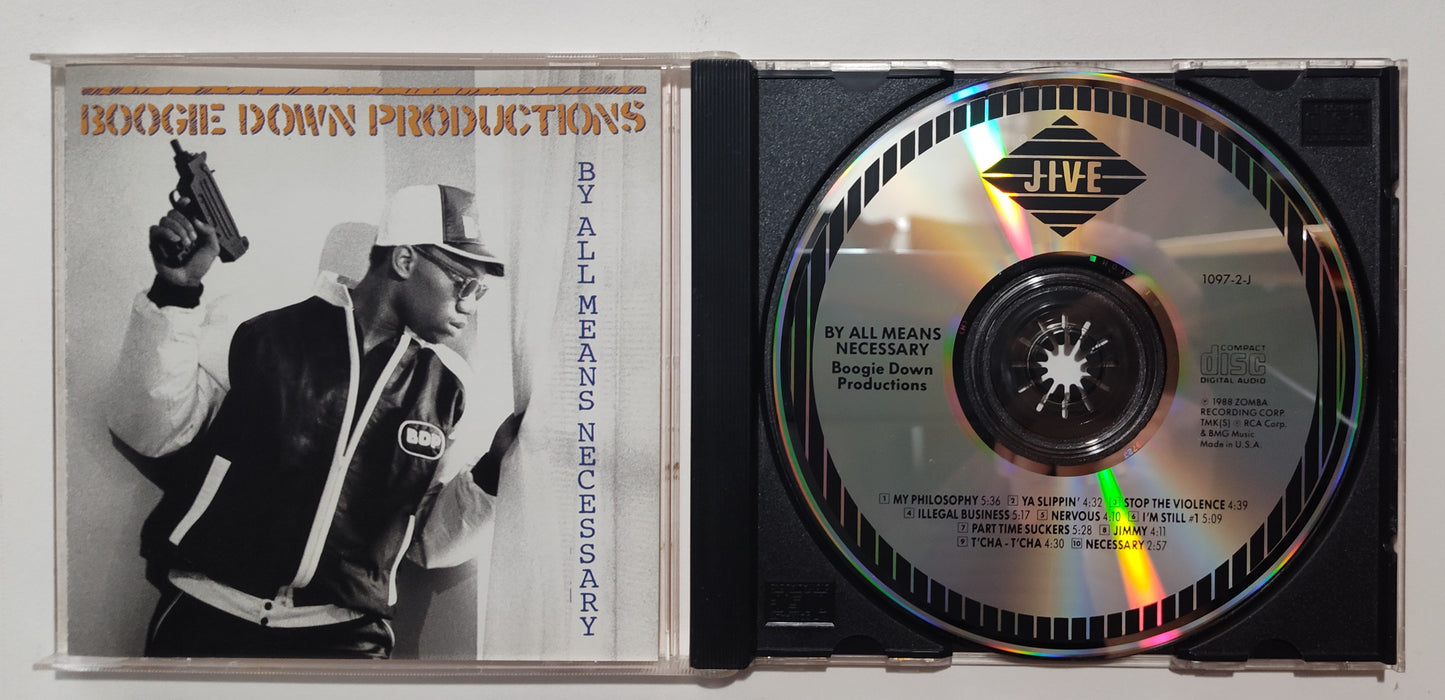 BOOGIE DOWN PRODUCTIONS
BY ALL MEANS NECESSARY
BDP
JIVE
1097-2-J
BY ALL MEANS
NECESSARY
Boogie Down
Productions
COMPACT
disc
DIGITAL AUDIO
℗ 1988 ZOMBA
RECORDING CORP.
TMK(S) ® RCA Corp.
& BMG Music
Made in U.S.A.
1 MY PHILOSOPHY 5:36 2 YA SLIPPIN' 4:32 3 STOP THE VIOLENCE 4:39
4 ILLEGAL BUSINESS 5:17 5 NERVOUS 4:10 6 I'M STILL #1 5:09
7 PART TIME SUCKERS 5:28 8 JIMMY 4:11
9 T'CHA - T'CHA 4:30 10 NECESSARY 2:57